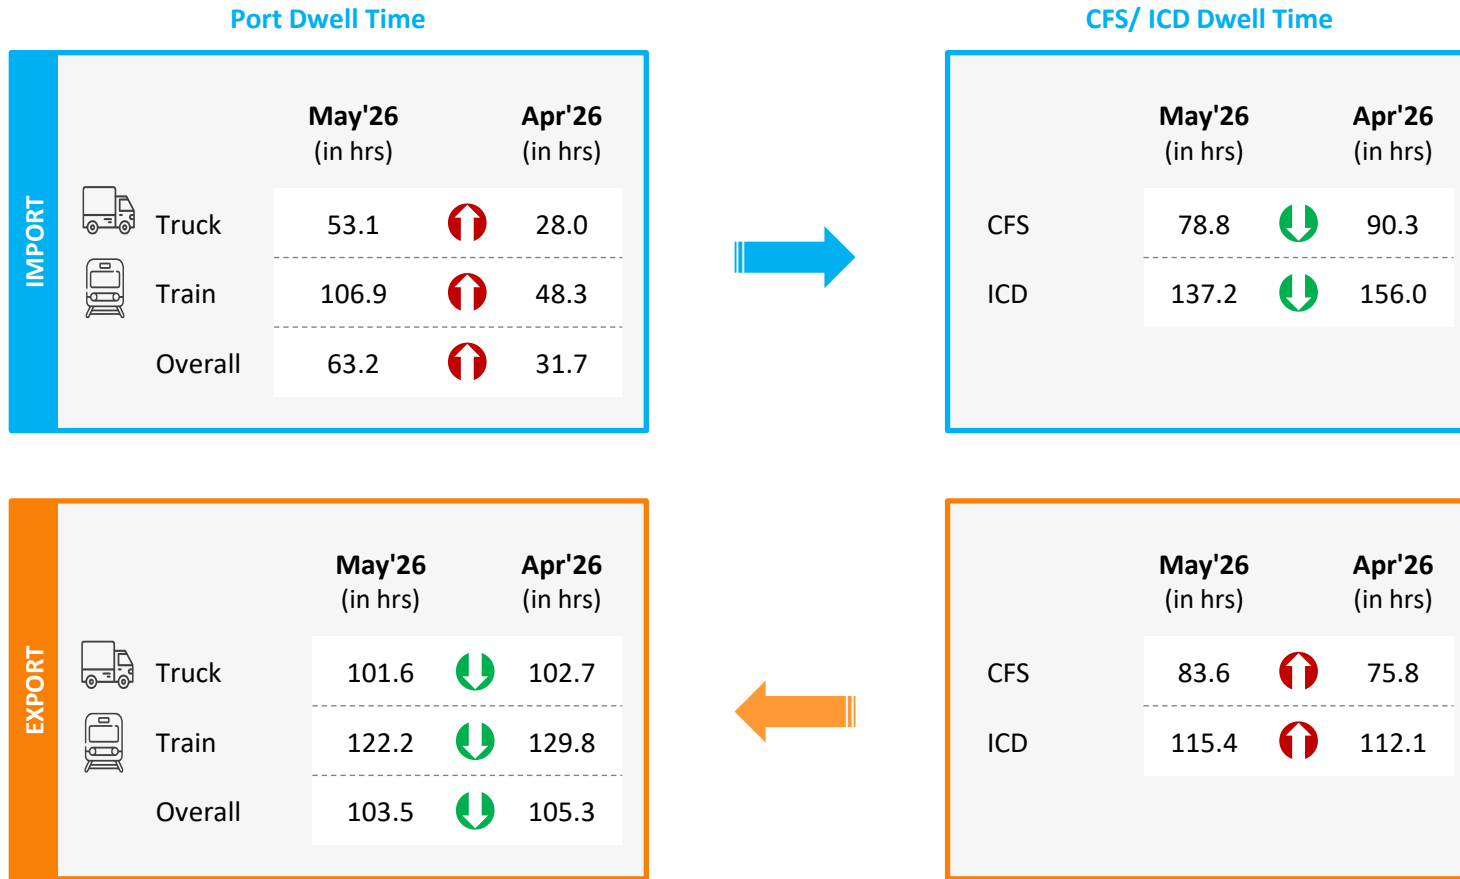 Port Dwell Time
CFS/ ICD Dwell Time
IMPORT
May'26 Apr'26
(in hrs) (in hrs)
Truck 53.1 28.0
Train 106.9 48.3
Overall 63.2 31.7
May'26 Apr'26
(in hrs) (in hrs)
CFS 78.8 90.3
ICD 137.2 156.0
EXPORT
May'26 Apr'26
(in hrs) (in hrs)
Truck 101.6 102.7
Train 122.2 129.8
Overall 103.5 105.3
May'26 Apr'26
(in hrs) (in hrs)
CFS 83.6 75.8
ICD 115.4 112.1